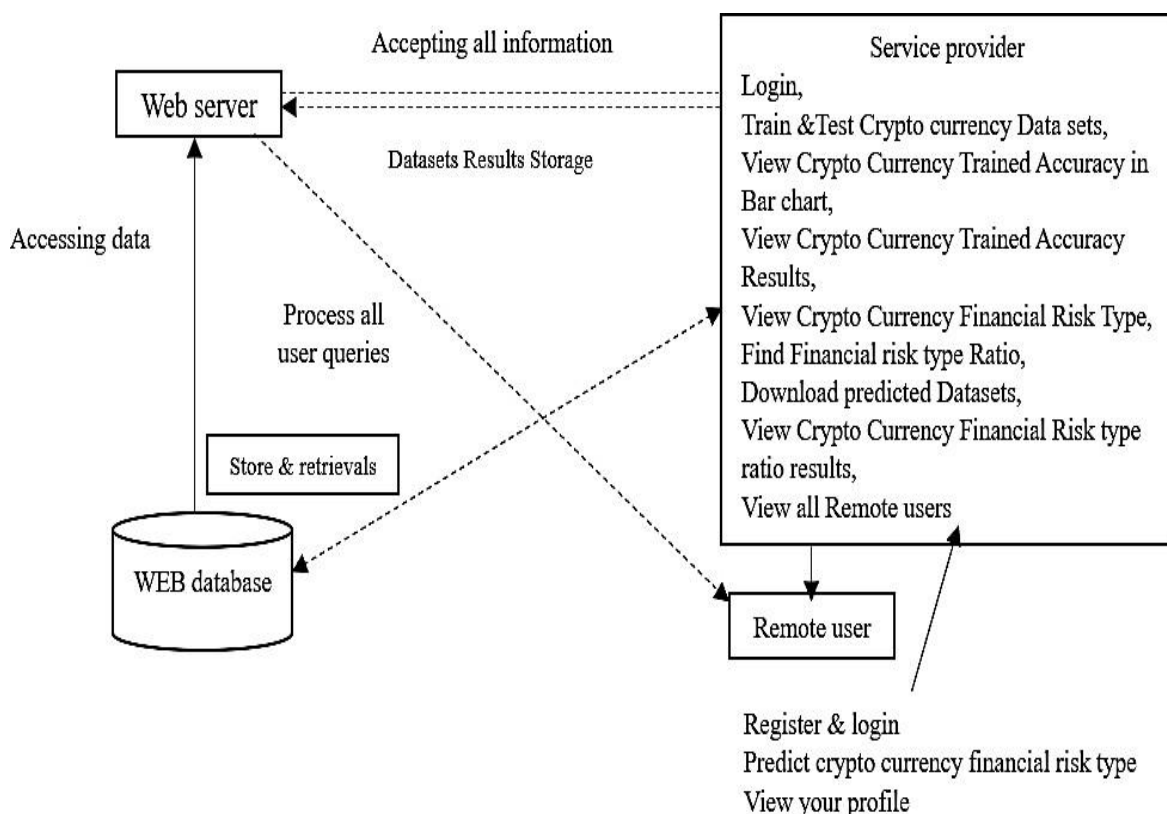 Accepting all information
Web server
Datasets Results Storage
Accessing data
Process all
user queries
Store & retrievals
WEB database
Service provider
Login,
Train &Test Crypto currency Data sets,
View Crypto Currency Trained Accuracy in
Bar chart,
View Crypto Currency Trained Accuracy
Results,
View Crypto Currency Financial Risk Type,
Find Financial risk type Ratio,
Download predicted Datasets,
View Crypto Currency Financial Risk type
ratio results,
View all Remote users
Remote user
Register & login
Predict crypto currency financial risk type
View your profile